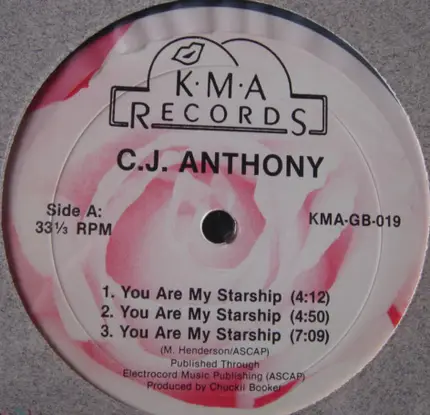 K·M·A
RECORDS
C.J. ANTHONY
Side A:
33⅓ RPM
KMA-GB-019
1. You Are My Starship (4:12)
2. You Are My Starship (4:50)
3. You Are My Starship (7:09)
(M. Henderson/ASCAP)
Published Through
Electrocord Music Publishing (ASCAP)
Produced by Chuckii Booker